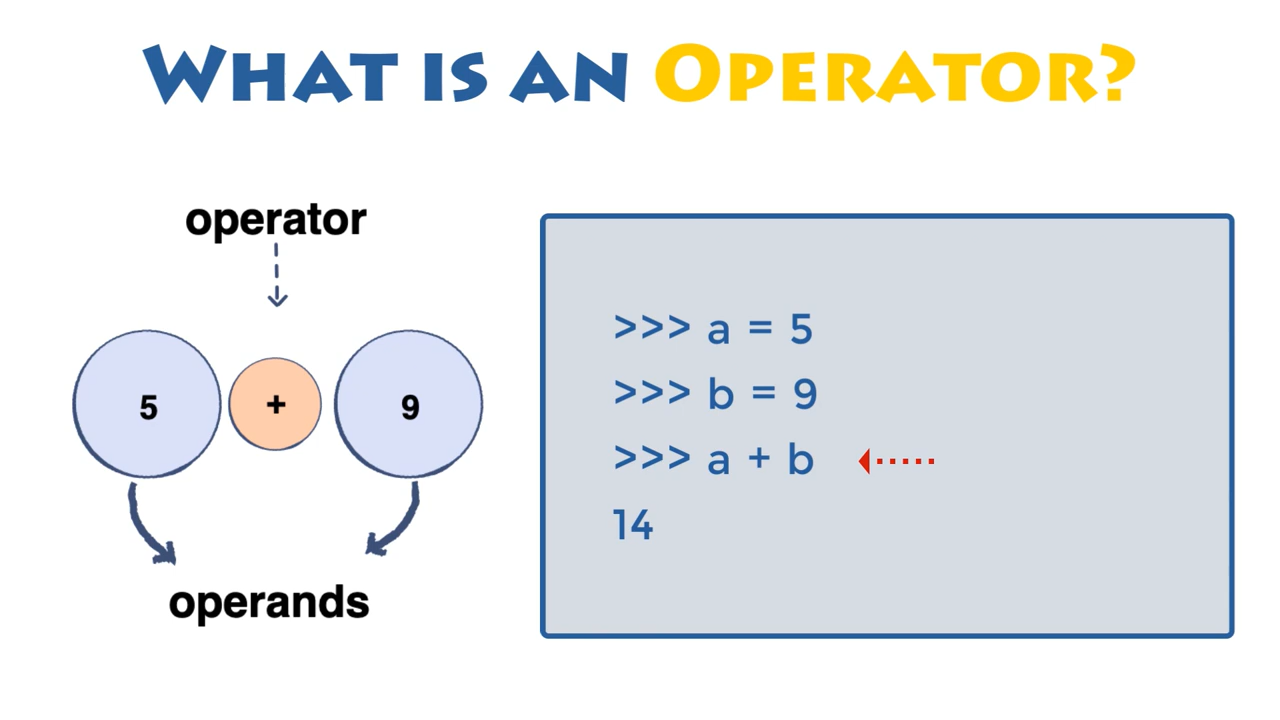 WHAT IS AN OPERATOR?
operator
5 + 9
operands
>>> a = 5
>>> b = 9
>>> a + b
14